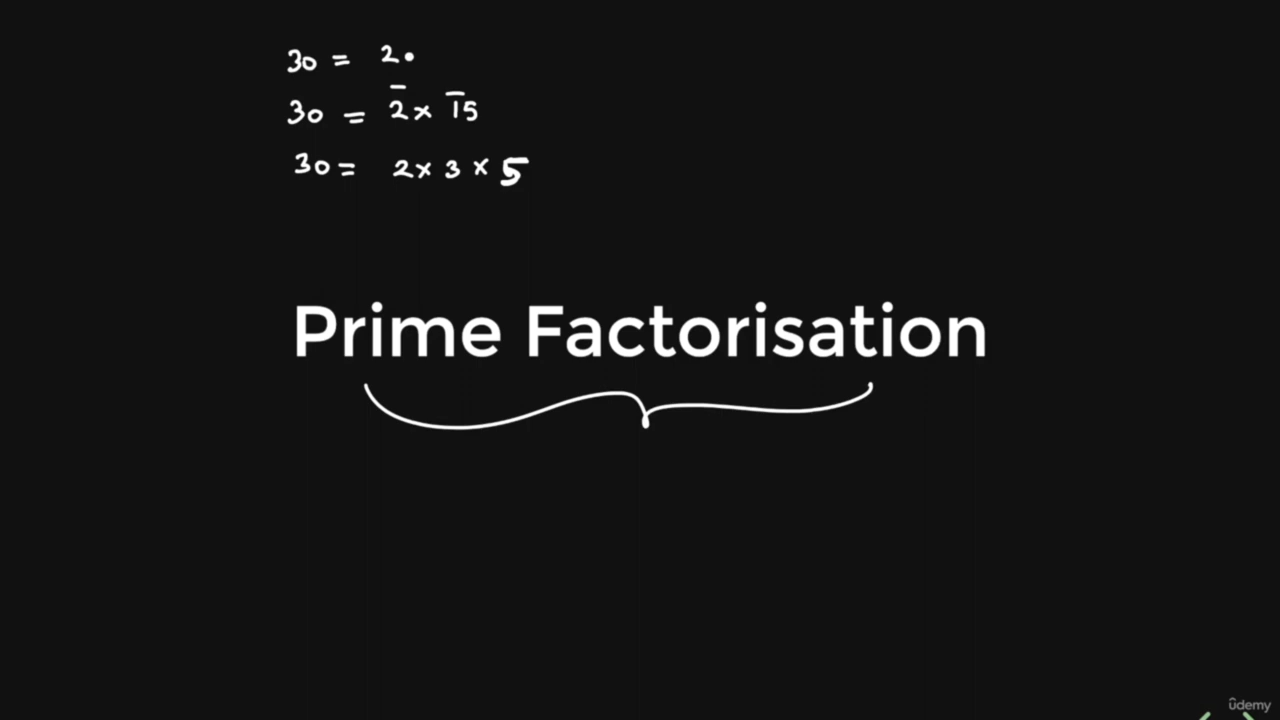 30 = 2.
30 = 2 x 15
30 = 2 x 3 x 5
Prime Factorisation
ûdemy